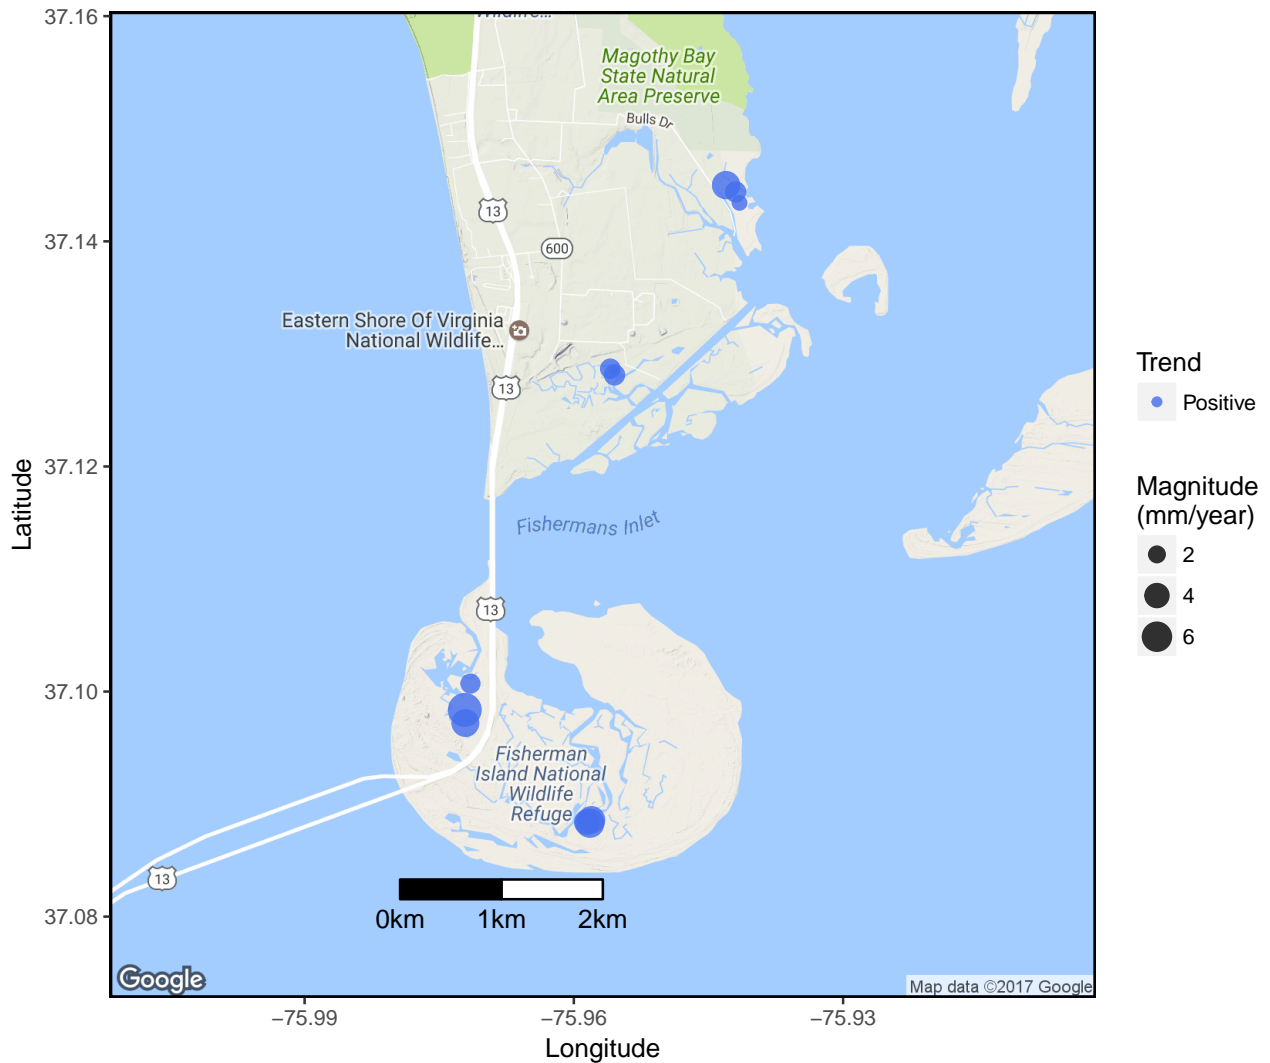 37.16
Wildlife...
Magothy Bay
State Natural
Area Preserve
Bulls Dr
13
37.14
600
Eastern Shore Of Virginia
National Wildlife...
13
Trend
Positive
37.12
Latitude
Magnitude
(mm/year)
2
4
6
Fishermans Inlet
13
37.10
Fisherman
Island National
Wildlife
Refuge
13
0km 1km 2km
37.08
Google
Map data ©2017 Google
−75.99 −75.96 −75.93
Longitude